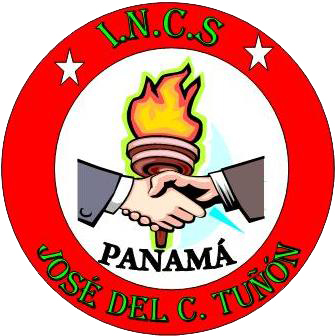 I.N.C.S
PANAMÁ
JOSÉ DEL C. TUÑÓN